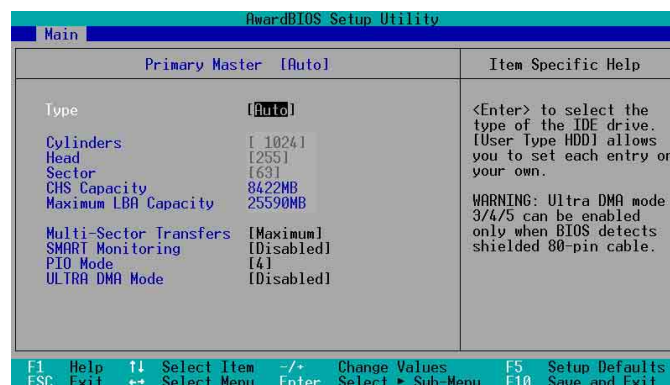 AwardBIOS Setup Utility
Main
Primary Master [Auto]
Item Specific Help
Type [Auto]
Cylinders [ 1024]
Head [255]
Sector [63]
CHS Capacity 8422MB
Maximum LBA Capacity 25590MB
Multi-Sector Transfers [Maximum]
SMART Monitoring [Disabled]
PIO Mode [4]
ULTRA DMA Mode [Disabled]
<Enter> to select the
type of the IDE drive.
[User Type HDD] allows
you to set each entry on
your own.
WARNING: Ultra DMA mode
3/4/5 can be enabled
only when BIOS detects
shielded 80-pin cable.
F1 Help ↑↓ Select Item -/+ Change Values F5 Setup Defaults
ESC Exit ←→ Select Menu Enter Select ► Sub-Menu F10 Save and Exits